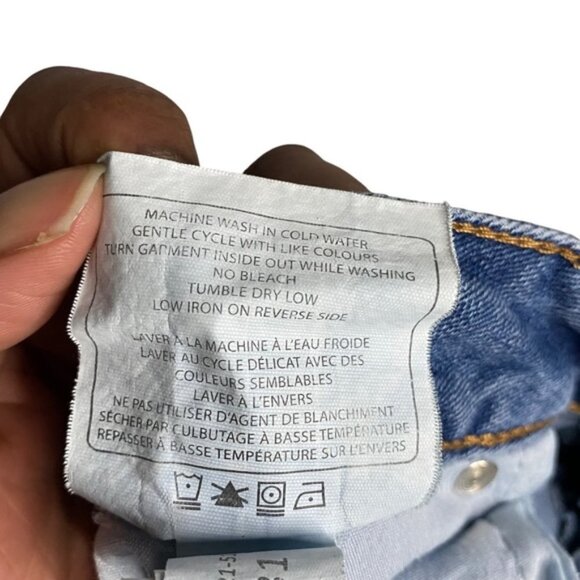 MACHINE WASH IN COLD WATER
GENTLE CYCLE WITH LIKE COLOURS
TURN GARMENT INSIDE OUT WHILE WASHING
NO BLEACH
TUMBLE DRY LOW
LOW IRON ON REVERSE SIDE
LAVER À LA MACHINE À L'EAU FROIDE
LAVER AU CYCLE DÉLICAT AVEC DES
COULEURS SEMBLABLES
LAVER À L'ENVERS
NE PAS UTILISER D'AGENT DE BLANCHIMENT
SÉCHER PAR CULBUTAGE À BASSE TEMPÉRATURE
REPASSER À BASSE TEMPÉRATURE SUR L'ENVERS